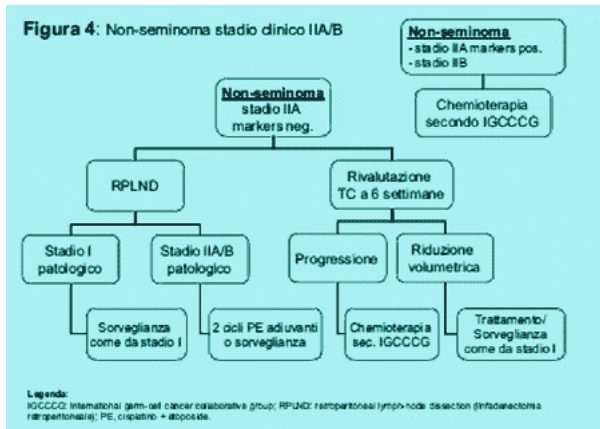 Figura 4: Non-seminoma stadio clinico IIA/B
Non-seminoma
- stadio IIA markers pos.
- stadio IIB
Chemioterapia
secondo IGCCCG
Non-seminoma
stadio IIA
markers neg.
RPLND
Rivalutazione
TC a 6 settimane
Stadio I
patologico
Stadio IIA/B
patologico
Progressione
Riduzione
volumetrica
Sorveglianza
come da stadio I
2 cicli PE adiuvanti
o sorveglianza
Chemioterapia
sec. IGCCCG
Trattamento/
Sorveglianza
come da stadio I
Legenda:
IGCCCG: International germ-cell cancer collaborative group; RPLND: retroperitoneal lymph-node dissection (linfadenectomia
retroperitoneale); PE, cisplatino + etoposide.